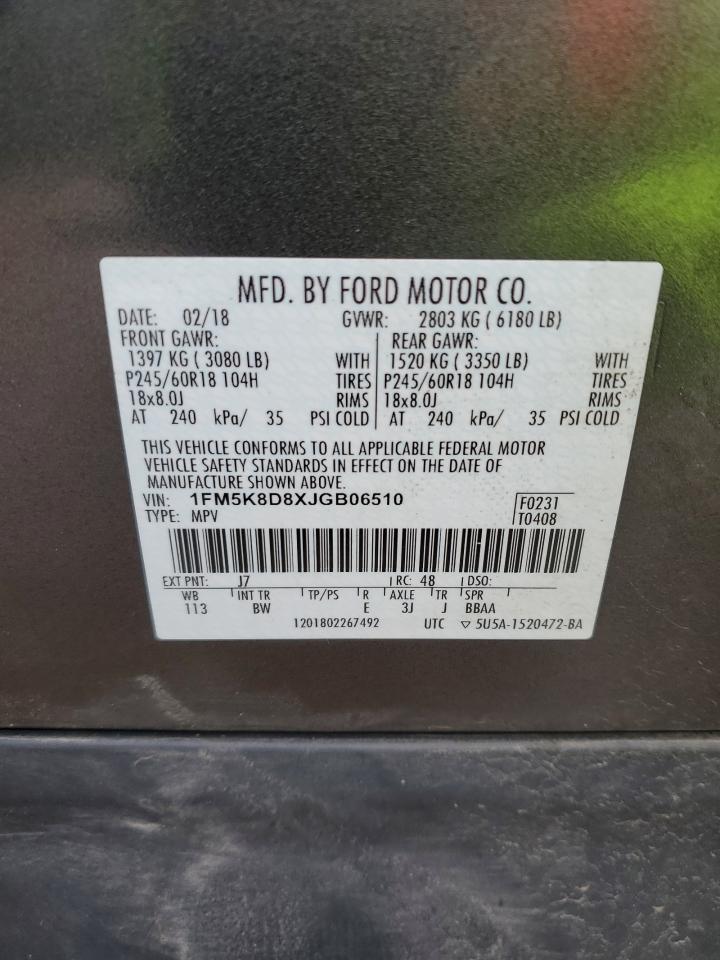 MFD. BY FORD MOTOR CO.
DATE: 02/18 GVWR: 2803 KG ( 6180 LB)
FRONT GAWR: REAR GAWR:
1397 KG ( 3080 LB) WITH 1520 KG ( 3350 LB) WITH
P245/60R18 104H TIRES P245/60R18 104H TIRES
18x8.0J RIMS 18x8.0J RIMS
AT 240 kPa/ 35 PSI COLD AT 240 kPa/ 35 PSI COLD
THIS VEHICLE CONFORMS TO ALL APPLICABLE FEDERAL MOTOR
VEHICLE SAFETY STANDARDS IN EFFECT ON THE DATE OF
MANUFACTURE SHOWN ABOVE.
VIN: 1FM5K8D8XJGB06510 F0231
TYPE: MPV T0408
EXT PNT: J7 RC: 48 DSO:
WB INT TR TP/PS R AXLE TR SPR
113 BW E 3J J BBAA
1201802267492 UTC ▽ 5U5A-1520472-BA